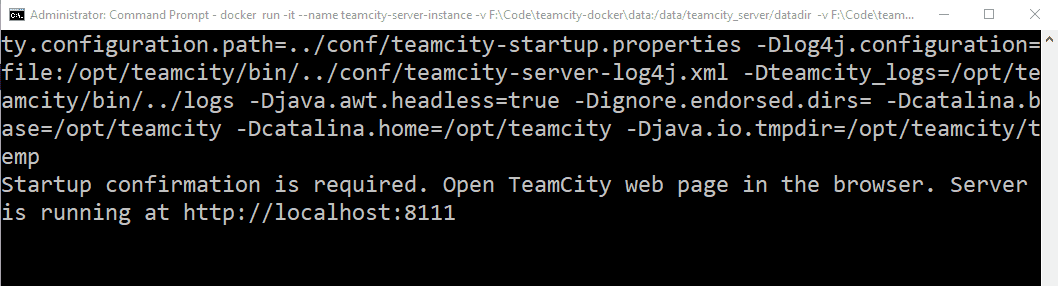 Administrator: Command Prompt - docker run -it --name teamcity-server-instance -v F:\Code\teamcity-docker\data:/data/teamcity_server/datadir -v F:\Code\team...
ty.configuration.path=../conf/teamcity-startup.properties -Dlog4j.configuration=
file:/opt/teamcity/bin/../conf/teamcity-server-log4j.xml -Dteamcity_logs=/opt/te
amcity/bin/../logs -Djava.awt.headless=true -Dignore.endorsed.dirs= -Dcatalina.b
ase=/opt/teamcity -Dcatalina.home=/opt/teamcity -Djava.io.tmpdir=/opt/teamcity/t
emp
Startup confirmation is required. Open TeamCity web page in the browser. Server
is running at http://localhost:8111